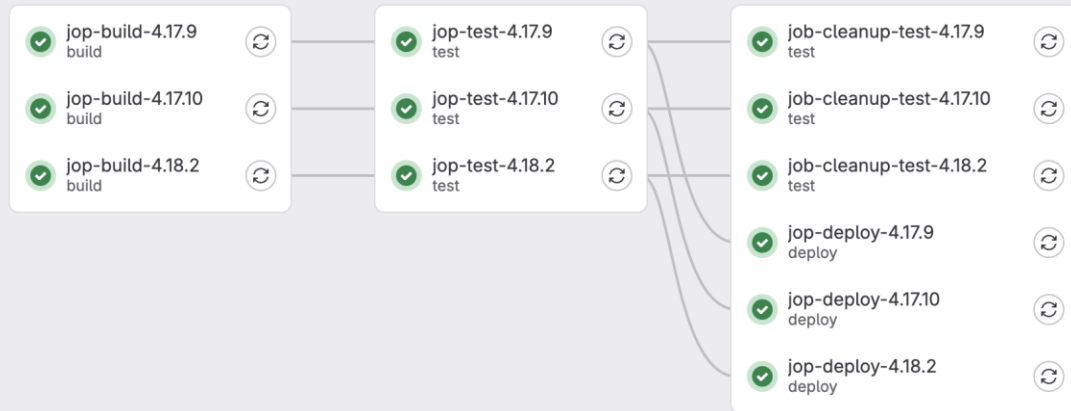 jop-build-4.17.9
build
jop-build-4.17.10
build
jop-build-4.18.2
build
jop-test-4.17.9
test
jop-test-4.17.10
test
jop-test-4.18.2
test
job-cleanup-test-4.17.9
test
job-cleanup-test-4.17.10
test
job-cleanup-test-4.18.2
test
jop-deploy-4.17.9
deploy
jop-deploy-4.17.10
deploy
jop-deploy-4.18.2
deploy